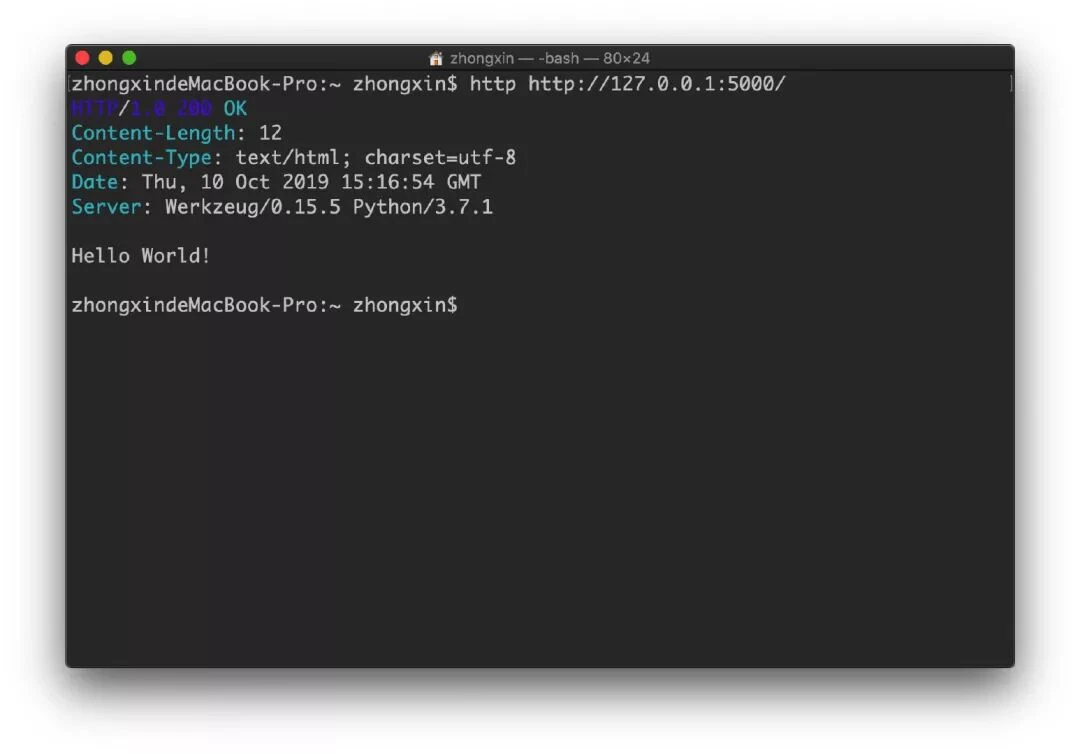 zhongxin — -bash — 80×24
zhongxindeMacBook-Pro:~ zhongxin$ http http://127.0.0.1:5000/
HTTP/1.0 200 OK
Content-Length: 12
Content-Type: text/html; charset=utf-8
Date: Thu, 10 Oct 2019 15:16:54 GMT
Server: Werkzeug/0.15.5 Python/3.7.1
Hello World!
zhongxindeMacBook-Pro:~ zhongxin$